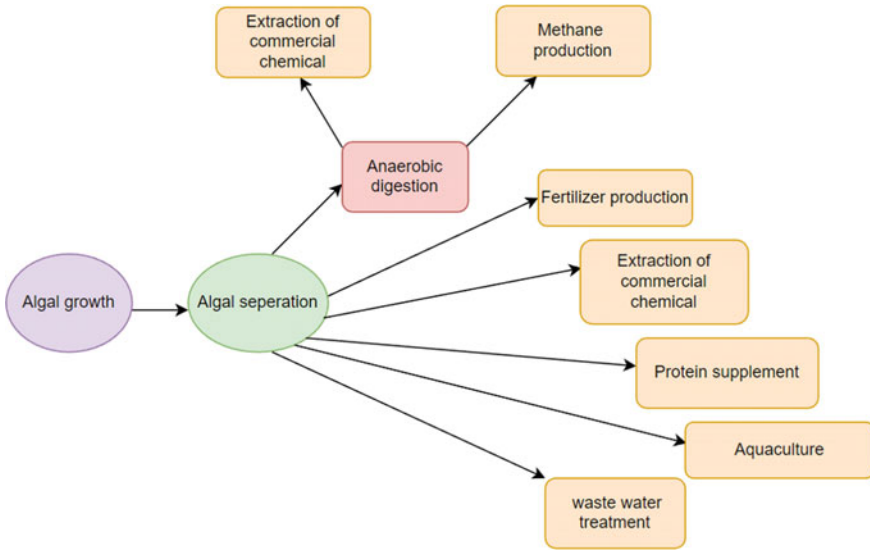 Extraction of
commercial
chemical
Methane
production
Anaerobic
digestion
Fertilizer production
Extraction of
commercial
chemical
Algal growth
Algal seperation
Protein supplement
Aquaculture
waste water
treatment